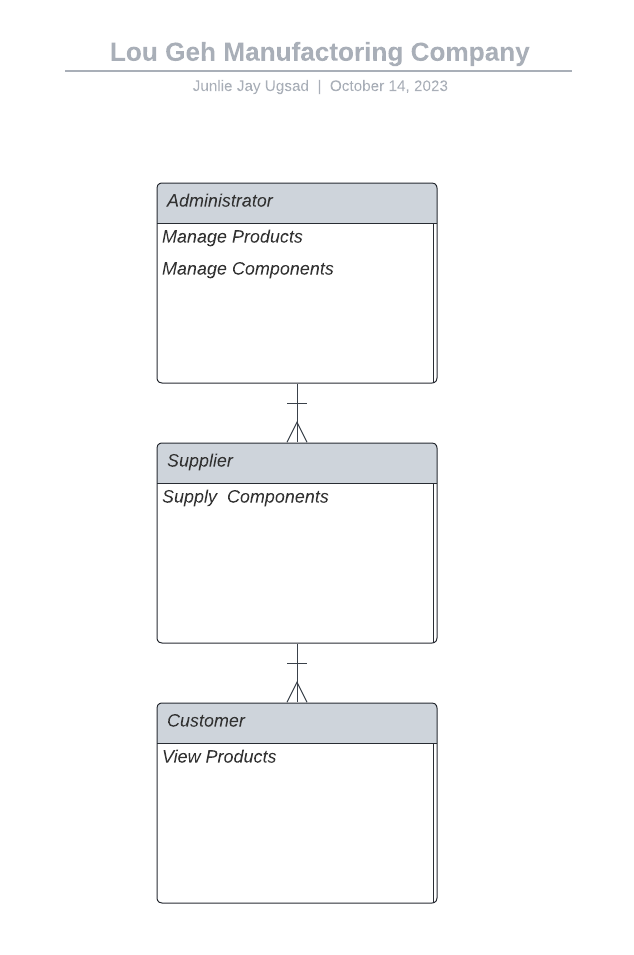 Lou Geh Manufactoring Company
Junlie Jay Ugsad | October 14, 2023
Administrator
Manage Products
Manage Components
Supplier
Supply  Components
Customer
View Products